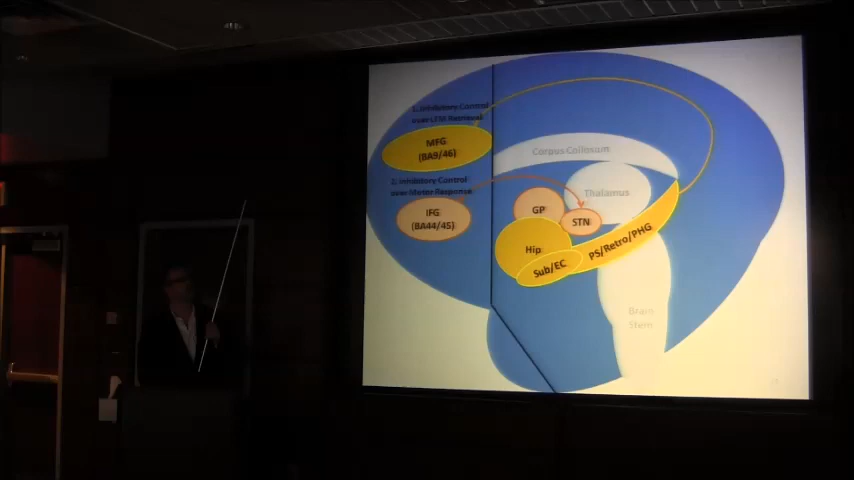 1. Inhibitory Control
over LTM Retrieval
MFG
(BA9/46)
Corpus Collosum
1. Inhibitory Control
over Motor Response
Thalamus
IFG
(BA44/45)
GP
STN
Hip
PS/Retro/PHG
Sub/EC
Brain
Stem